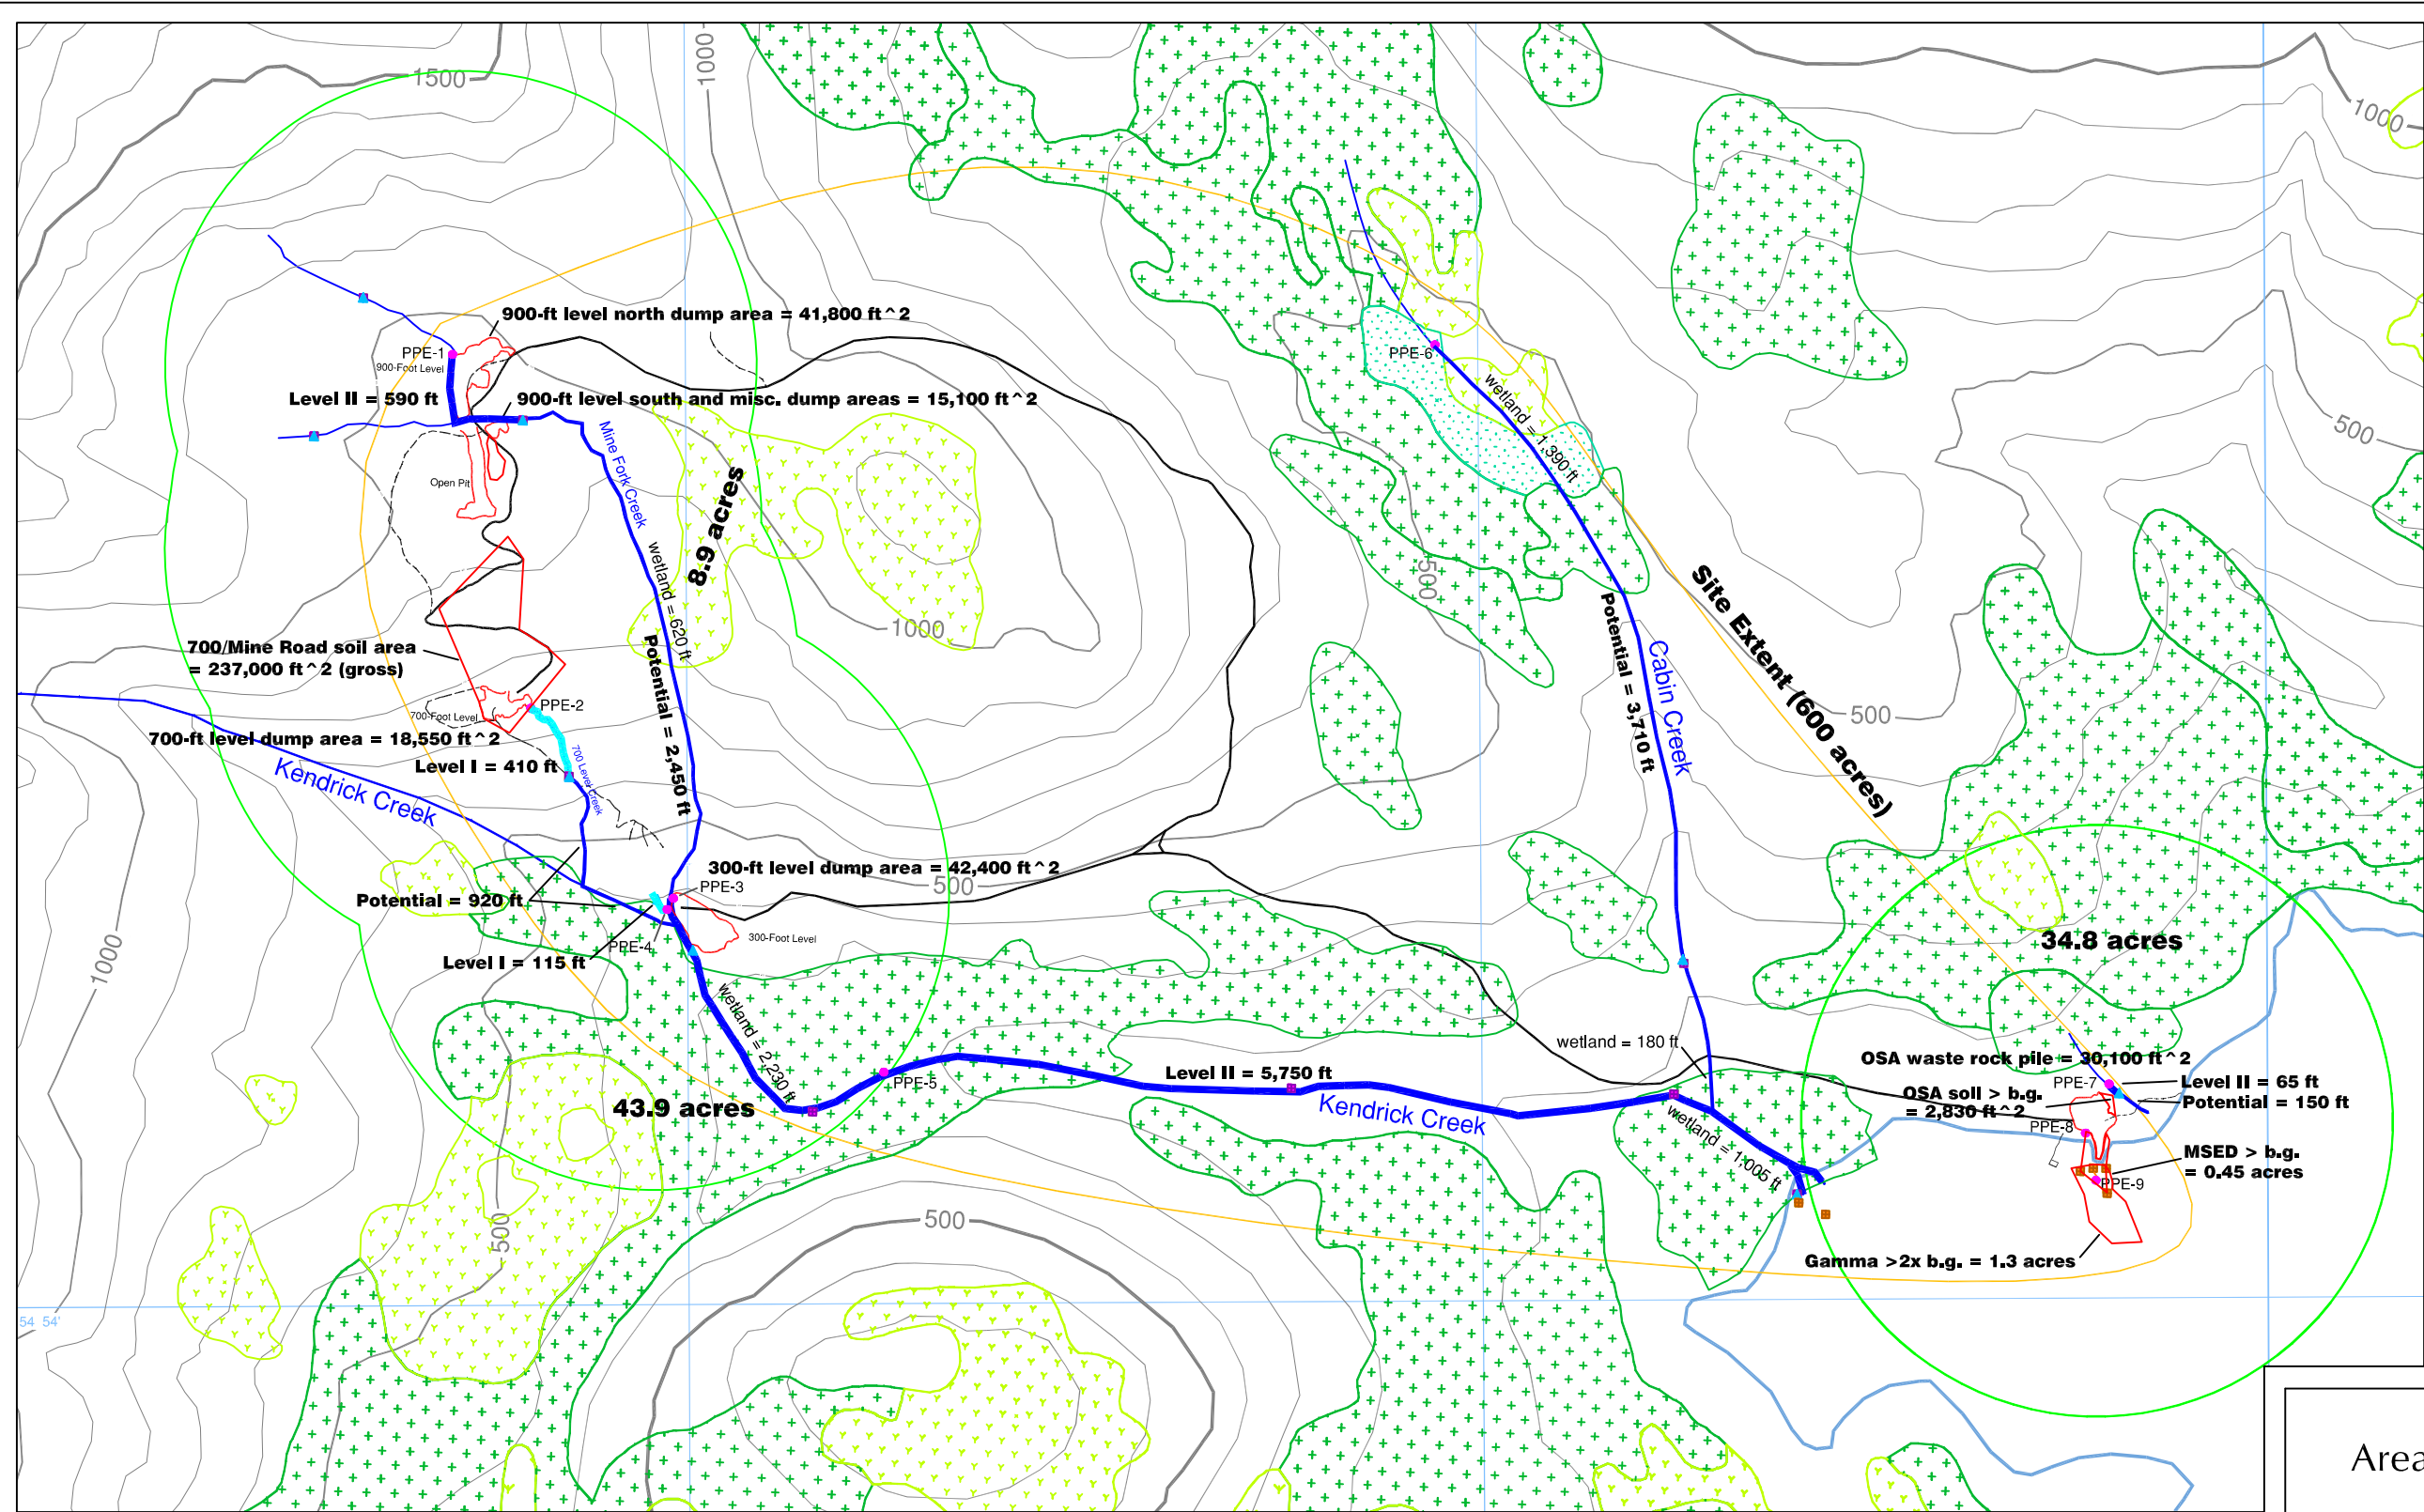 1500
1000
1000
900-ft level north dump area = 41,800 ft^2
PPE-1
900-Foot Level
PPE-6
Level II = 590 ft
900-ft level south and misc. dump areas = 15,100 ft^2
wetland = 1,390 ft
500
Mine Fork Creek
Open Pit
8.9 acres
wetland = 620 ft
500
Site Extent (600 acres)
Potential = 3,710 ft
Cabin Creek
1000
700/Mine Road soil area
= 237,000 ft^2 (gross)
Potential = 2,450 ft
PPE-2
700-Foot Level
500
700-ft level dump area = 18,550 ft^2
Level I = 410 ft
700 Level Creek
Kendrick Creek
300-ft level dump area = 42,400 ft^2
PPE-3
500
Potential = 920 ft
300-Foot Level
PPE-4
34.8 acres
1000
Level I = 115 ft
wetland = 2,230 ft
wetland = 180 ft
OSA waste rock pile = 30,100 ft^2
Level II = 5,750 ft
PPE-5
PPE-7
Level II = 65 ft
OSA soil > b.g.
= 2,830 ft^2
Potential = 150 ft
43.9 acres
Kendrick Creek
wetland = 1,005 ft
PPE-8
MSED > b.g.
= 0.45 acres
PPE-9
500
500
Gamma >2x b.g. = 1.3 acres
54 54'
Area